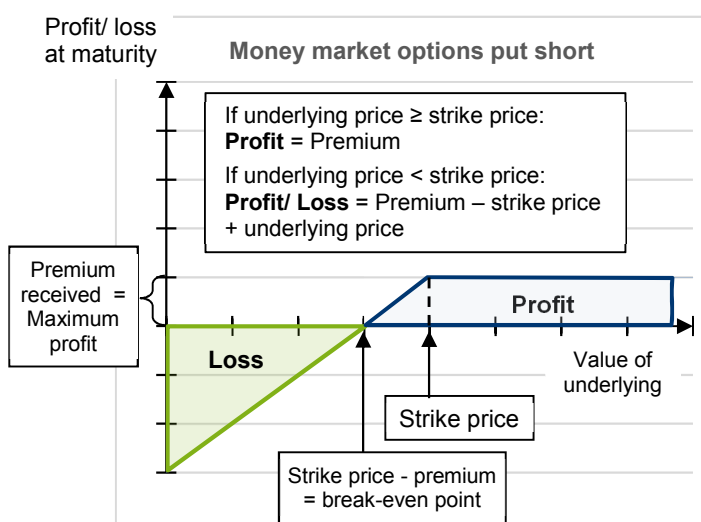 Profit/ loss
at maturity
Money market options put short
If underlying price ≥ strike price:
Profit = Premium
If underlying price < strike price:
Profit/ Loss = Premium – strike price
+ underlying price
Premium
received =
Maximum
profit
Profit
Loss
Value of
underlying
Strike price
Strike price - premium
= break-even point